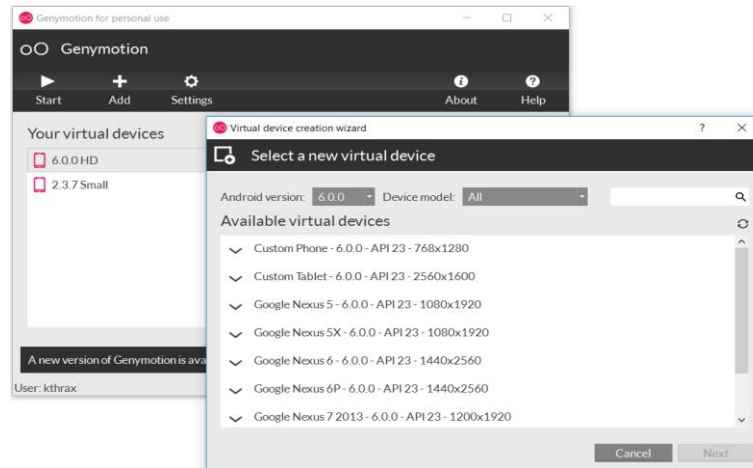 Genymotion for personal use
Genymotion
Start Add Settings About Help
Your virtual devices
6.0.0 HD
2.3.7 Small
A new version of Genymotion is ava
User: kthrax
Virtual device creation wizard
Select a new virtual device
Android version: 6.0.0 Device model: All
Available virtual devices
Custom Phone - 6.0.0 - API 23 - 768x1280
Custom Tablet - 6.0.0 - API 23 - 2560x1600
Google Nexus 5 - 6.0.0 - API 23 - 1080x1920
Google Nexus 5X - 6.0.0 - API 23 - 1080x1920
Google Nexus 6 - 6.0.0 - API 23 - 1440x2560
Google Nexus 6P - 6.0.0 - API 23 - 1440x2560
Google Nexus 7 2013 - 6.0.0 - API 23 - 1200x1920
Cancel Next